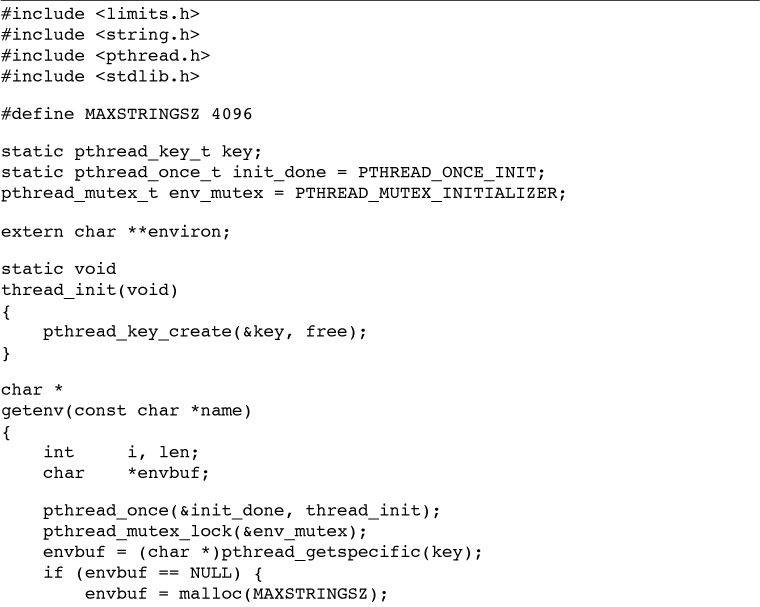 #include <limits.h>
#include <string.h>
#include <pthread.h>
#include <stdlib.h>
#define MAXSTRINGSZ 4096
static pthread_key_t key;
static pthread_once_t init_done = PTHREAD_ONCE_INIT;
pthread_mutex_t env_mutex = PTHREAD_MUTEX_INITIALIZER;
extern char **environ;
static void
thread_init(void)
{
    pthread_key_create(&key, free);
}
char *
getenv(const char *name)
{
    int     i, len;
    char    *envbuf;
    pthread_once(&init_done, thread_init);
    pthread_mutex_lock(&env_mutex);
    envbuf = (char *)pthread_getspecific(key);
    if (envbuf == NULL) {
        envbuf = malloc(MAXSTRINGSZ);